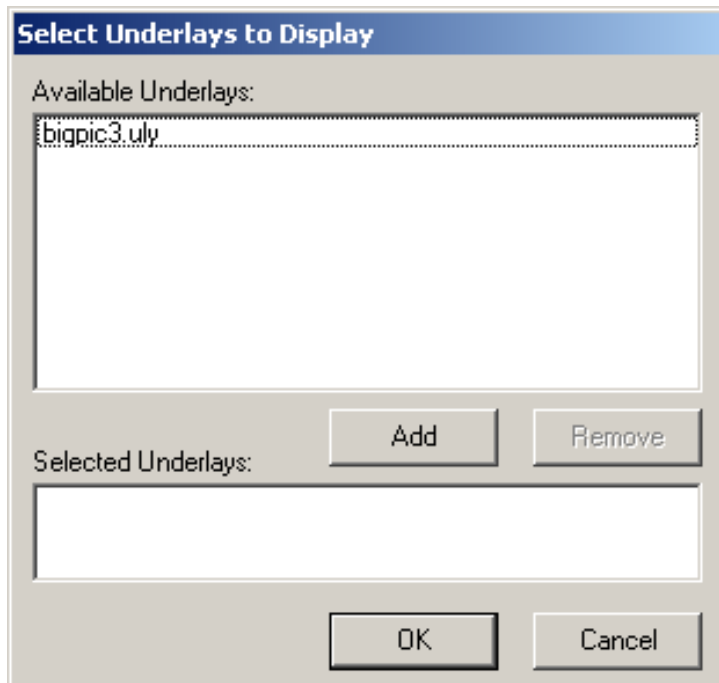 Select Underlays to Display
Available Underlays:
bigpic3.uly
Add
Remove
Selected Underlays:
OK
Cancel